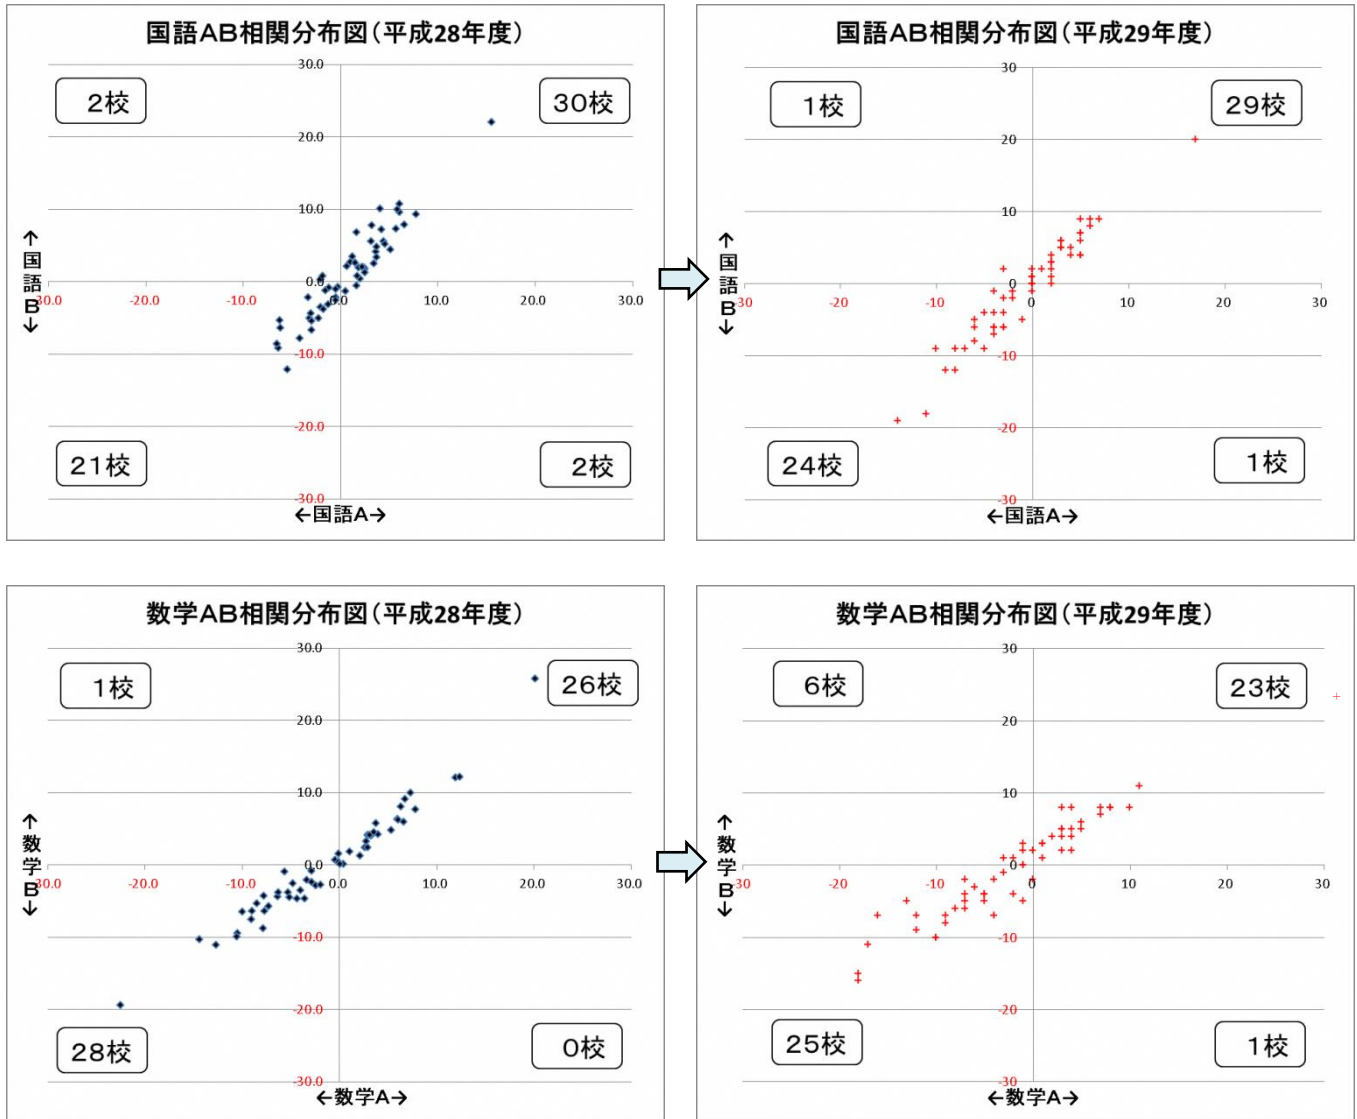 国語AB相関分布図(平成28年度)
30.0
2校
30校
20.0
10.0
↑国語B↓
0.0
30.0
-20.0
-10.0
0.0
10.0
20.0
30.0
-10.0
-20.0
21校
2校
-30.0
←国語A→
国語AB相関分布図(平成29年度)
30
1校
29校
20
10
↑国語B↓
0
-30
-20
-10
0
10
20
30
-10
-20
24校
1校
-30
←国語A→
数学AB相関分布図(平成28年度)
30.0
1校
26校
20.0
10.0
↑数学B↓
0.0
30.0
-20.0
-10.0
0.0
10.0
20.0
30.0
-10.0
-20.0
28校
0校
-30.0
←数学A→
数学AB相関分布図(平成29年度)
30
6校
23校
20
10
↑数学B↓
0
-30
-20
-10
0
10
20
30
-10
-20
25校
1校
-30
←数学A→